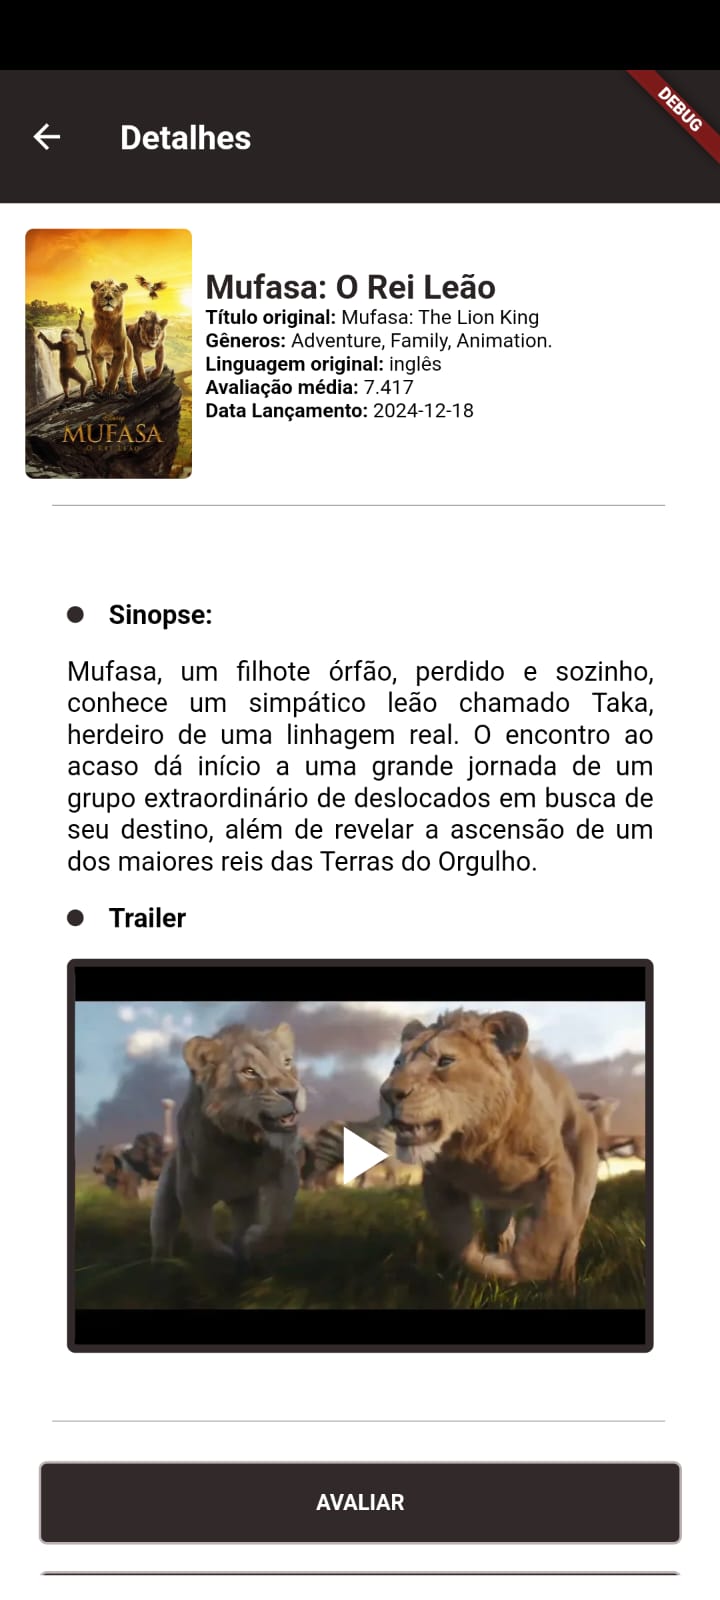 DEBUG
Detalhes
Mufasa: O Rei Leão
Título original: Mufasa: The Lion King
Gêneros: Adventure, Family, Animation.
Linguagem original: inglês
Avaliação média: 7.417
Data Lançamento: 2024-12-18
Disney
MUFASA
O REI LEÃO
Sinopse:
Mufasa, um filhote órfão, perdido e sozinho,
conhece um simpático leão chamado Taka,
herdeiro de uma linhagem real. O encontro ao
acaso dá início a uma grande jornada de um
grupo extraordinário de deslocados em busca de
seu destino, além de revelar a ascensão de um
dos maiores reis das Terras do Orgulho.
Trailer
AVALIAR